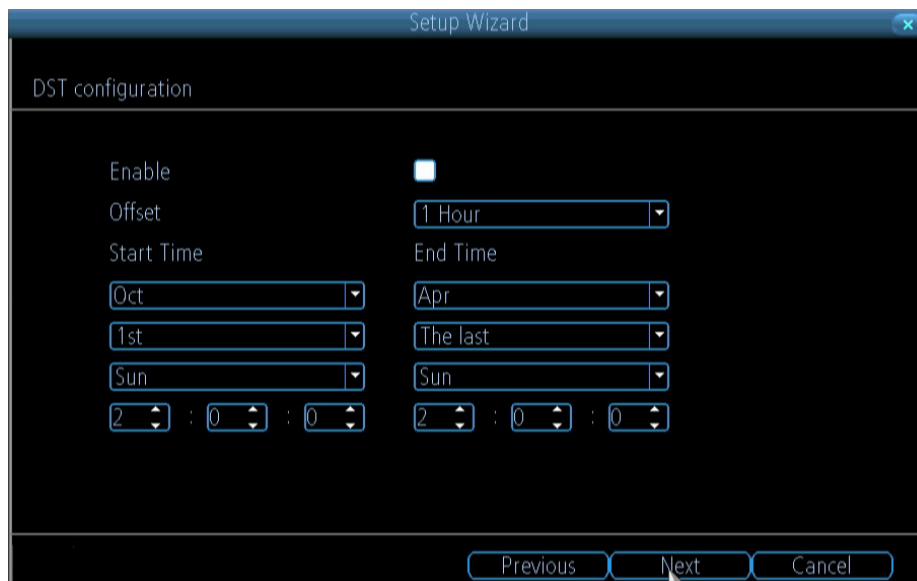 Setup Wizard
DST configuration
Enable
Offset 1 Hour
Start Time End Time
Oct Apr
1st The last
Sun Sun
2 : 0 : 0 2 : 0 : 0
Previous Next Cancel